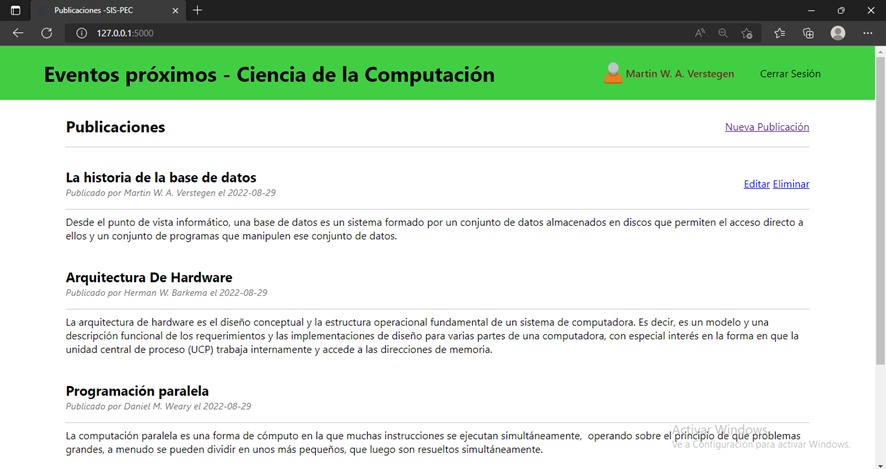 Publicaciones -SIS-PEC
127.0.0.1:5000
Eventos próximos - Ciencia de la Computación
Martin W. A. Verstegen
Cerrar Sesión
Publicaciones
Nueva Publicación
La historia de la base de datos
Publicado por Martin W. A. Verstegen el 2022-08-29
Editar Eliminar
Desde el punto de vista informático, una base de datos es un sistema formado por un conjunto de datos almacenados en discos que permiten el acceso directo a
ellos y un conjunto de programas que manipulen ese conjunto de datos.
Arquitectura De Hardware
Publicado por Herman W. Barkema el 2022-08-29
La arquitectura de hardware es el diseño conceptual y la estructura operacional fundamental de un sistema de computadora. Es decir, es un modelo y una
descripción funcional de los requerimientos y las implementaciones de diseño para varias partes de una computadora, con especial interés en la forma en que la
unidad central de proceso (UCP) trabaja internamente y accede a las direcciones de memoria.
Programación paralela
Publicado por Daniel M. Weary el 2022-08-29
La computación paralela es una forma de cómputo en la que muchas instrucciones se ejecutan simultáneamente, operando sobre el principio de que problemas
grandes, a menudo se pueden dividir en unos más pequeños, que luego son resueltos simultáneamente.
Activar Windows
Ve a Configuración para activar Windows.